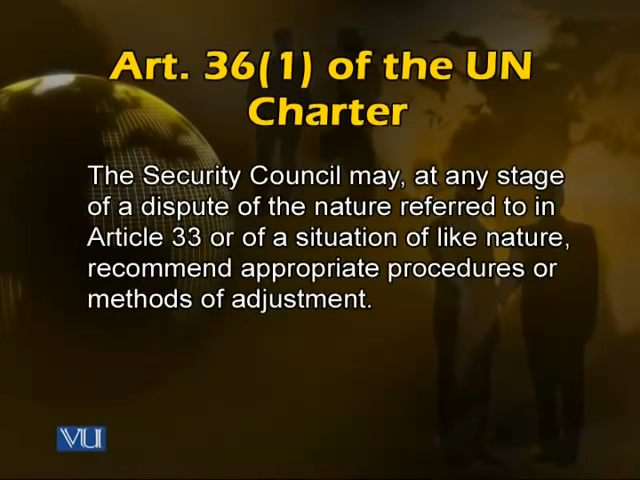 Art. 36(1) of the UN
Charter
The Security Council may, at any stage
of a dispute of the nature referred to in
Article 33 or of a situation of like nature,
recommend appropriate procedures or
methods of adjustment.
VU